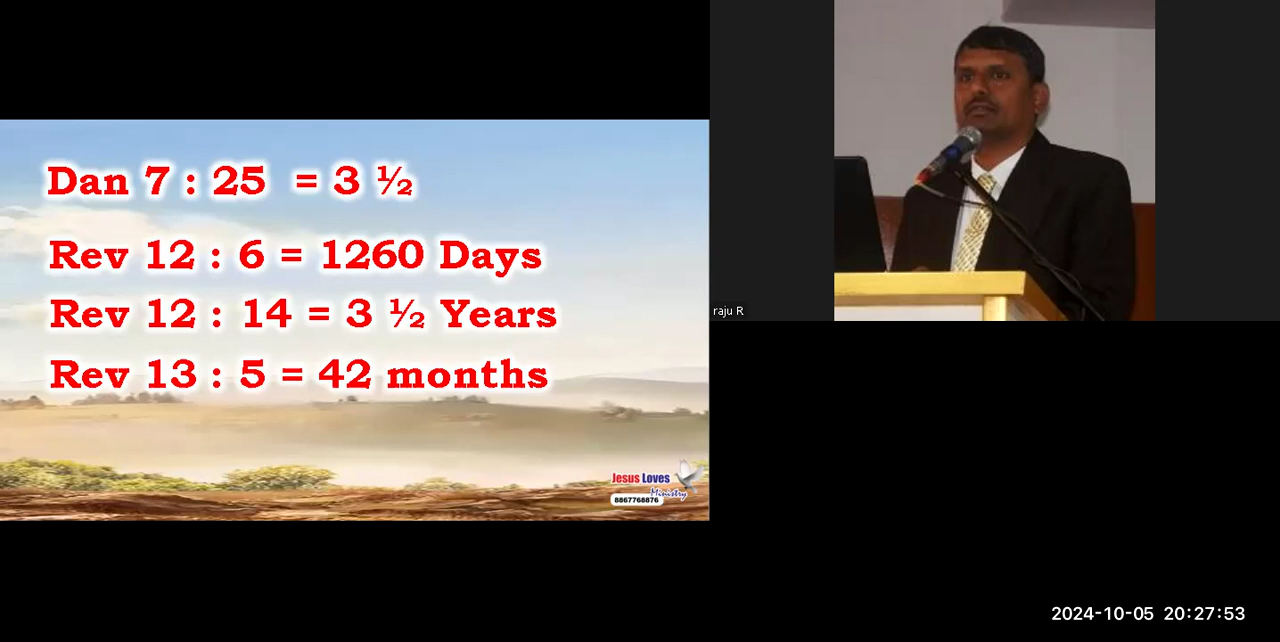 Dan 7 : 25 = 3 ½
Rev 12 : 6 = 1260 Days
Rev 12 : 14 = 3 ½ Years
Rev 13 : 5 = 42 months
Jesus Loves
Ministry
8867768876
raju R
2024-10-05 20:27:53